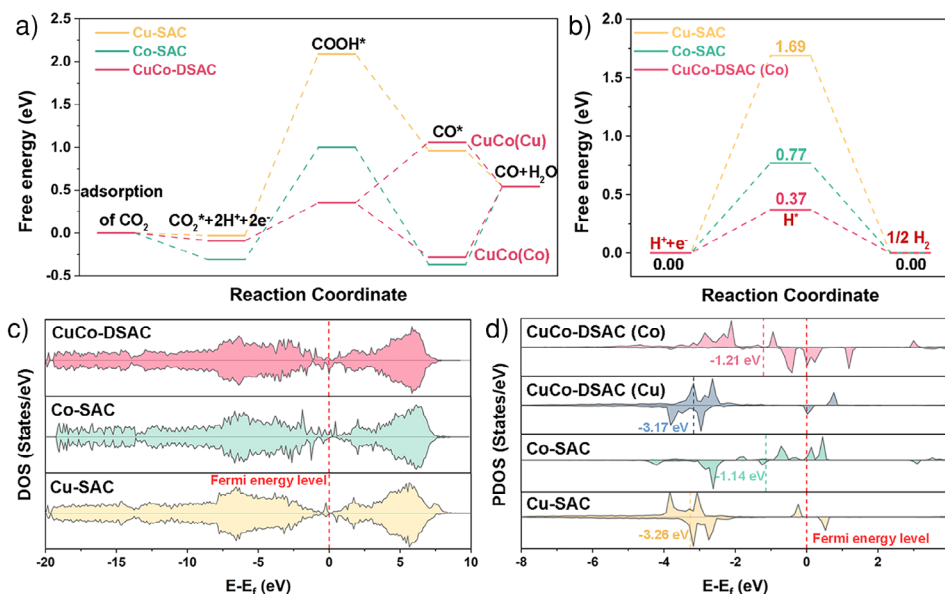 a)
Cu-SAC
Co-SAC
CuCo-DSAC
COOH*
CO*
CuCo(Cu)
CO+H₂O
adsorption
of CO₂
CO₂*+2H⁺+2e⁻
CuCo(Co)
2.5
2.0
1.5
1.0
0.5
0.0
-0.5
Free energy (eV)
Reaction Coordinate
b)
Cu-SAC
Co-SAC
CuCo-DSAC (Co)
1.69
0.77
0.37
H*
H⁺+e⁻
0.00
1/2 H₂
0.00
2.0
1.5
1.0
0.5
0.0
Free energy (eV)
Reaction Coordinate
c)
CuCo-DSAC
Co-SAC
Fermi energy level
Cu-SAC
DOS (States/eV)
-20 -15 -10 -5 0 5 10
E-E_f (eV)
d)
CuCo-DSAC (Co)
-1.21 eV
CuCo-DSAC (Cu)
-3.17 eV
Co-SAC
-1.14 eV
Cu-SAC
-3.26 eV
Fermi energy level
PDOS (States/eV)
-8 -6 -4 -2 0 2
E-E_f (eV)